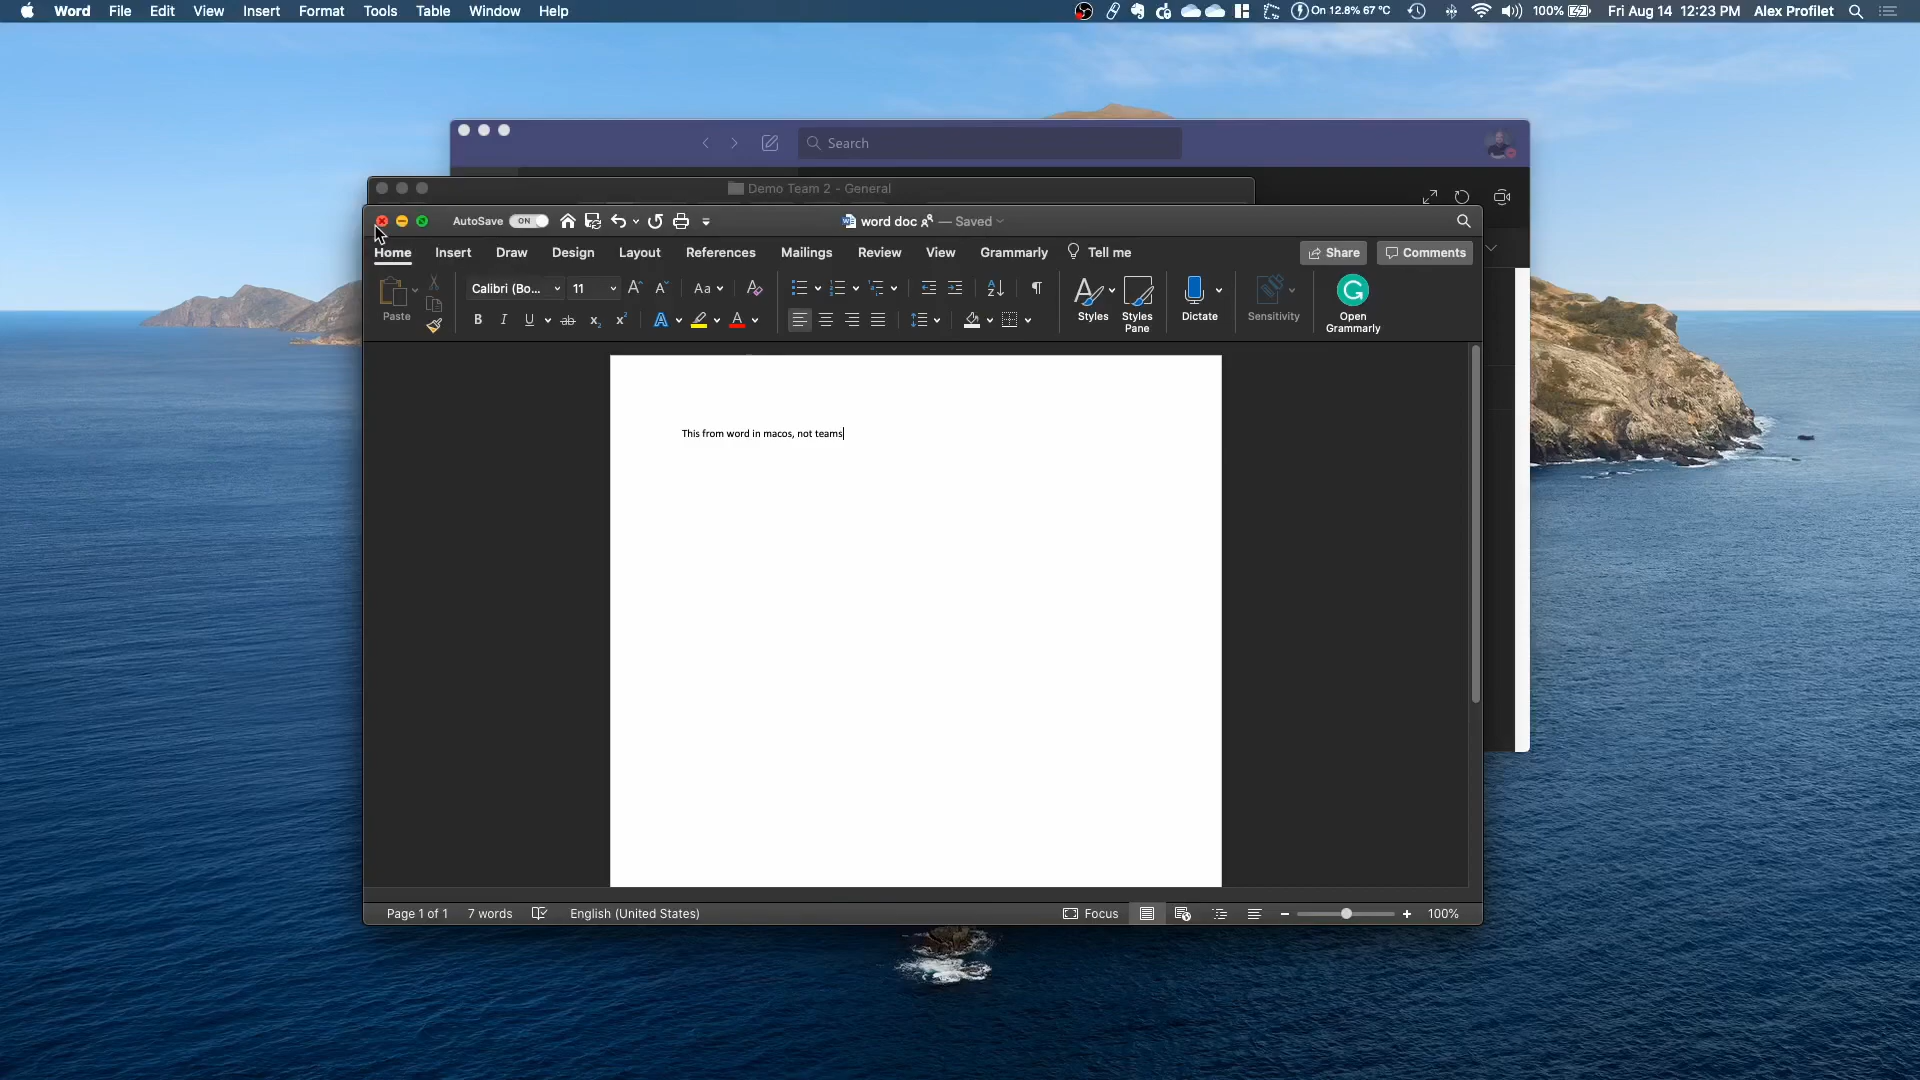 Word File Edit View Insert Format Tools Table Window Help
On 12.8% 67 °C 100% Fri Aug 14 12:23 PM Alex Profilet
Search
Demo Team 2 - General
AutoSave ON word doc — Saved
Home Insert Draw Design Layout References Mailings Review View Grammarly Tell me Share Comments
Paste Calibri (Bo... 11 Aa Styles Styles Pane Dictate Sensitivity Open Grammarly
This from word in macos, not teams
Page 1 of 1 7 words English (United States) Focus 100%